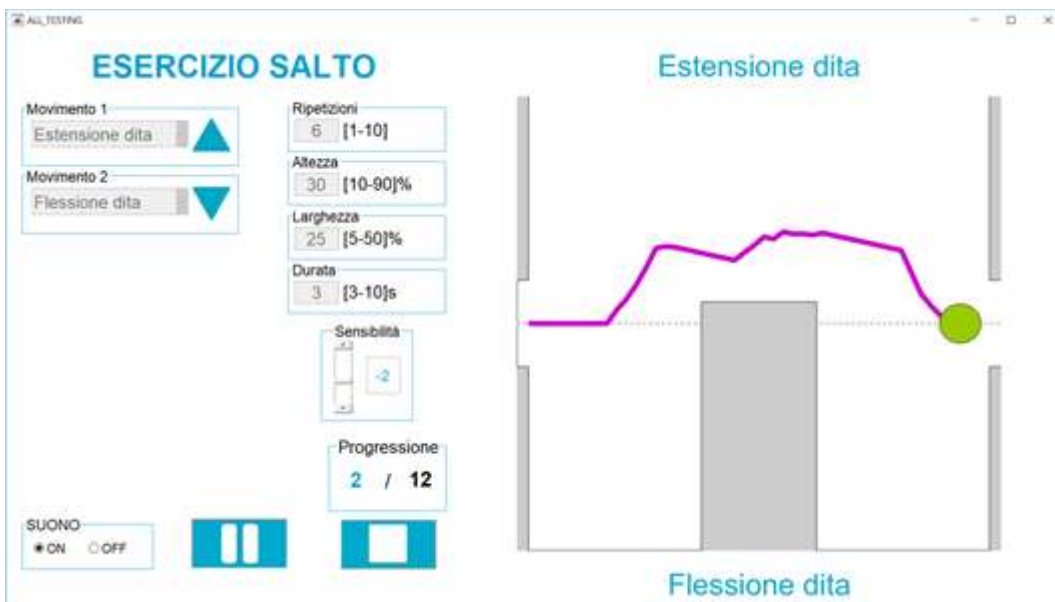 ALL_TESTING
ESERCIZIO SALTO
Movimento 1
Estensione dita
Movimento 2
Flessione dita
Ripetizioni
6 [1-10]
Altezza
30 [10-90]%
Larghezza
25 [5-50]%
Durata
3 [3-10]s
Sensibilità
-2
Progressione
2 / 12
SUONO
ON OFF
Estensione dita
Flessione dita